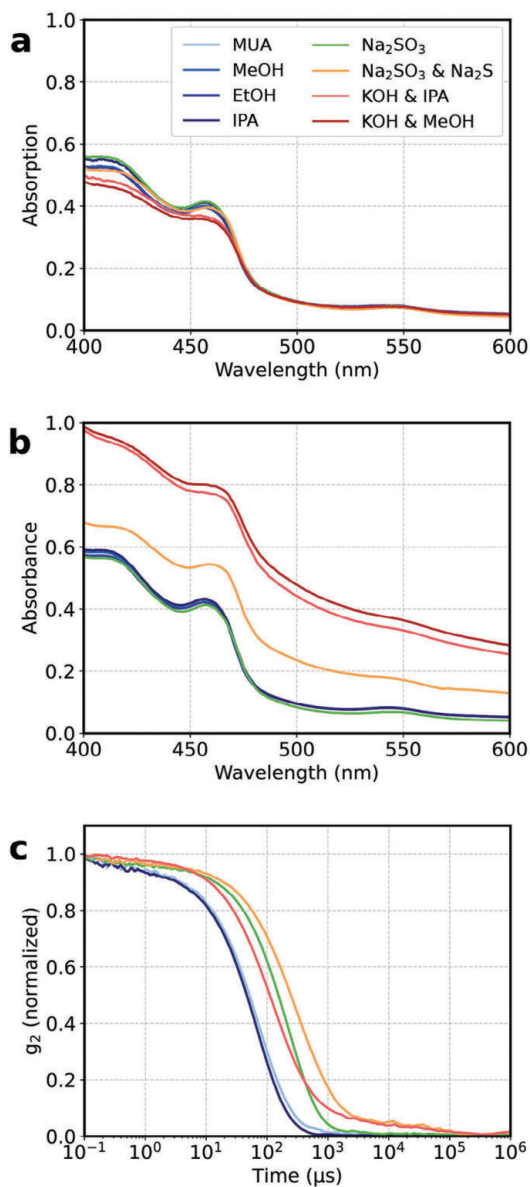 a
1.0
0.8
0.6
0.4
0.2
0.0
Absorption
MUA
MeOH
EtOH
IPA
Na₂SO₃
Na₂SO₃ & Na₂S
KOH & IPA
KOH & MeOH
400 450 500 550 600
Wavelength (nm)
b
1.0
0.8
0.6
0.4
0.2
0.0
Absorbance
400 450 500 550 600
Wavelength (nm)
c
1.0
0.8
0.6
0.4
0.2
0.0
g₂ (normalized)
10⁻¹ 10⁰ 10¹ 10² 10³ 10⁴ 10⁵ 10⁶
Time (µs)